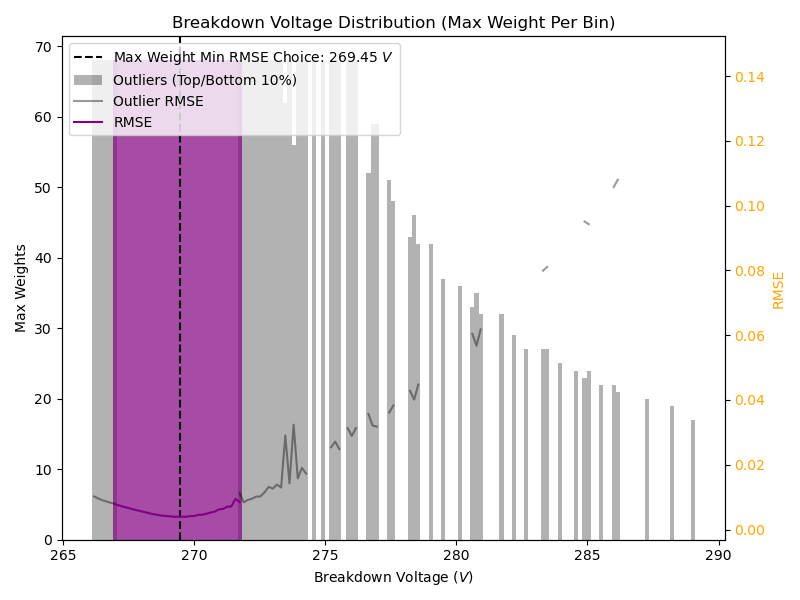 Breakdown Voltage Distribution (Max Weight Per Bin)
Max Weight Min RMSE Choice: 269.45 V
Outliers (Top/Bottom 10%)
Outlier RMSE
RMSE
70
60
50
40
30
20
10
0
Max Weights
0.14
0.12
0.10
0.08
0.06
0.04
0.02
0.00
RMSE
265
270
275
280
285
290
Breakdown Voltage (V)